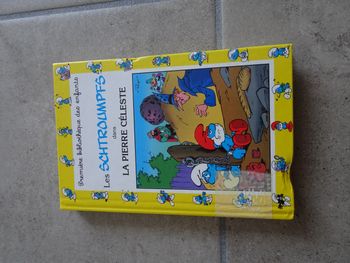 Première bibliothèque des enfants
Les SCHTROUMPFS
dans
LA PIERRE CÉLESTE